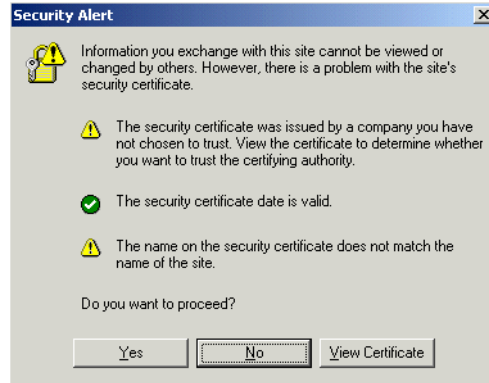 Security Alert
Information you exchange with this site cannot be viewed or
changed by others. However, there is a problem with the site's
security certificate.
The security certificate was issued by a company you have
not chosen to trust. View the certificate to determine whether
you want to trust the certifying authority.
The security certificate date is valid.
The name on the security certificate does not match the
name of the site.
Do you want to proceed?
Yes No View Certificate